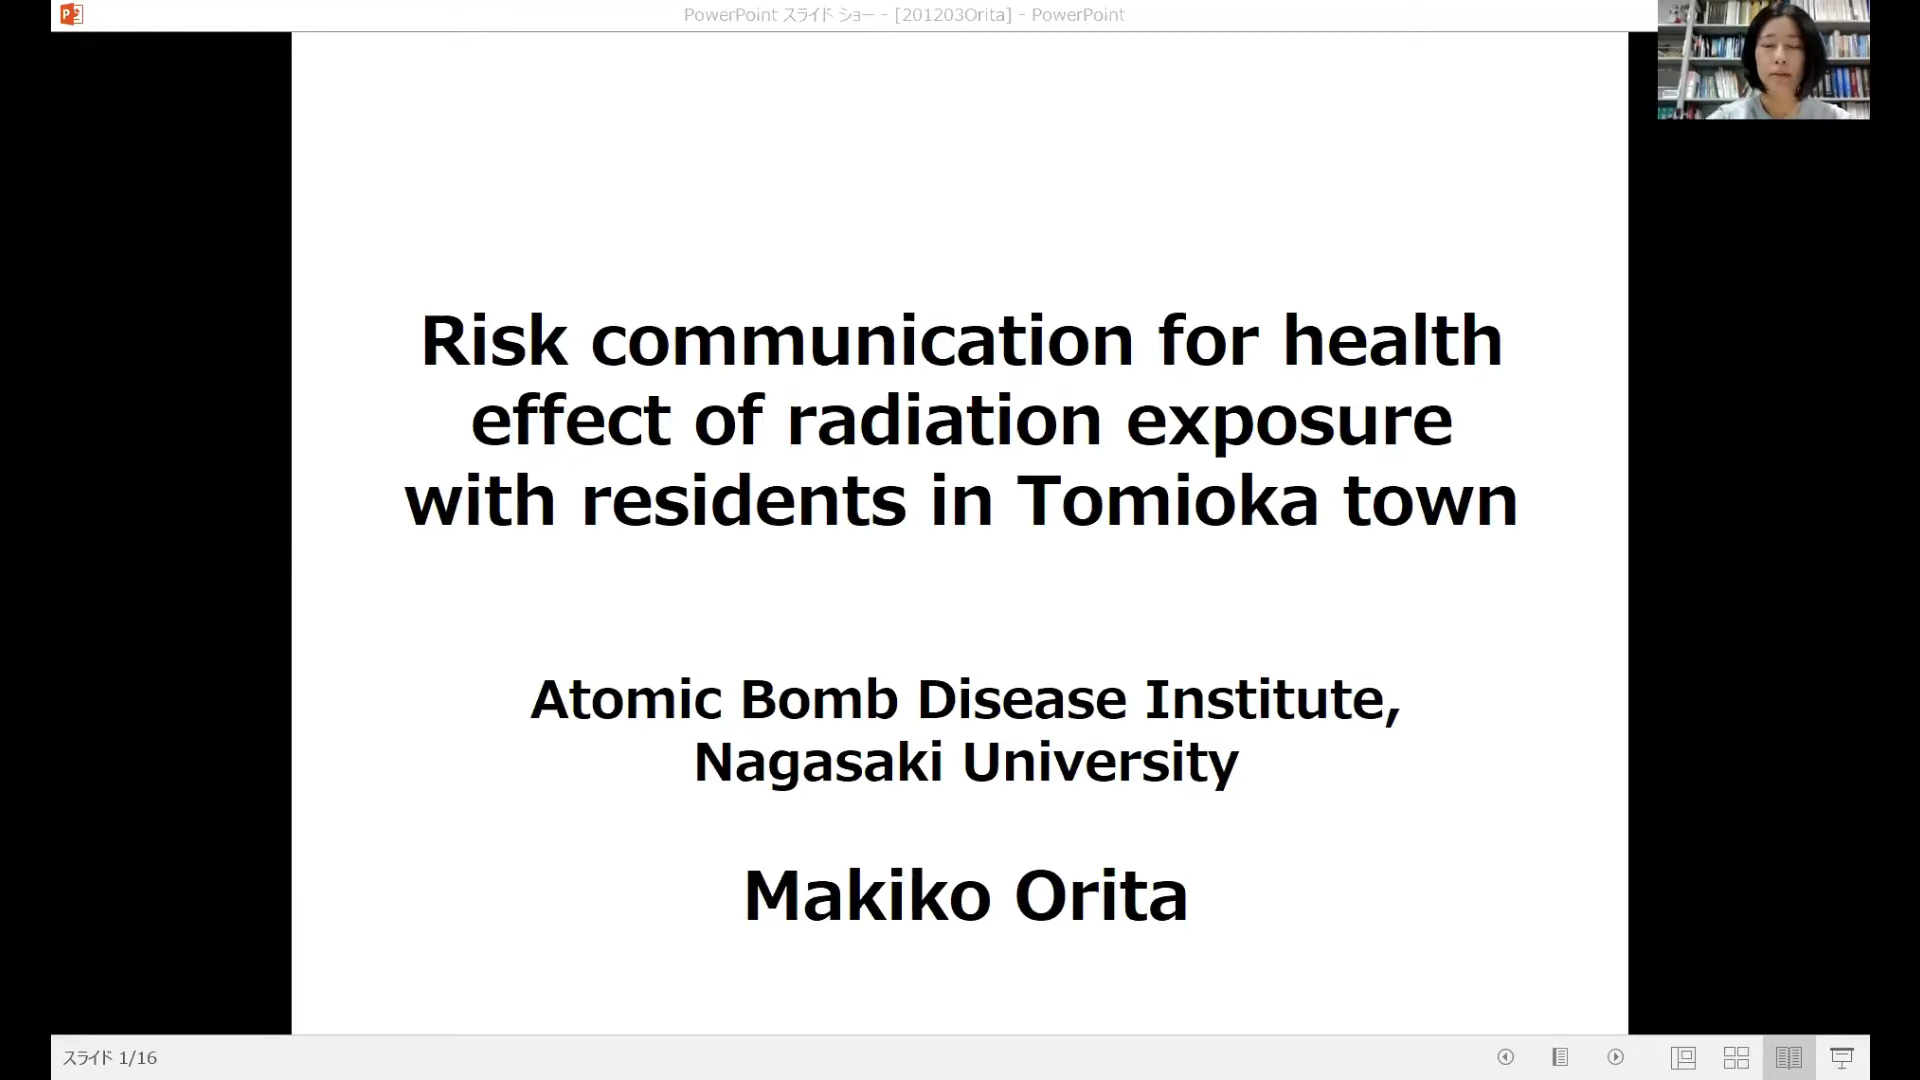 PowerPoint スライド ショー - [201203Orita] - PowerPoint
Risk communication for health
effect of radiation exposure
with residents in Tomioka town
Atomic Bomb Disease Institute,
Nagasaki University
Makiko Orita
スライド 1/16